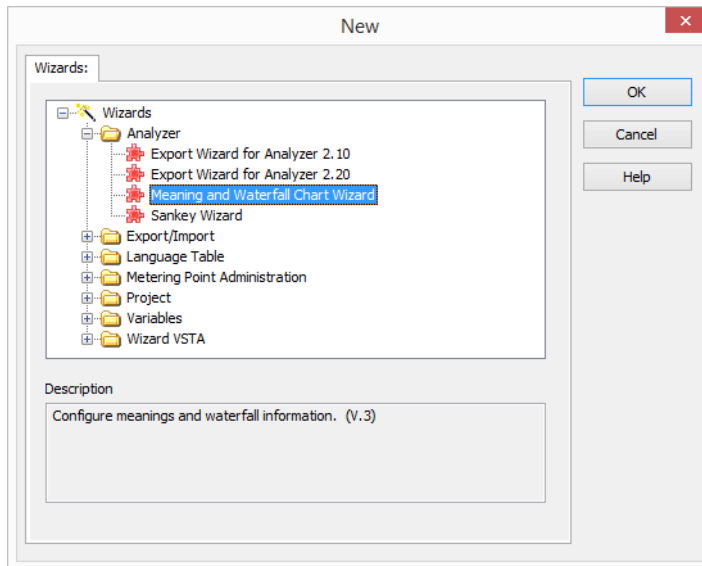 New
Wizards:
Wizards
Analyzer
Export Wizard for Analyzer 2.10
Export Wizard for Analyzer 2.20
Meaning and Waterfall Chart Wizard
Sankey Wizard
Export/Import
Language Table
Metering Point Administration
Project
Variables
Wizard VSTA
Description
Configure meanings and waterfall information. (V.3)
OK
Cancel
Help